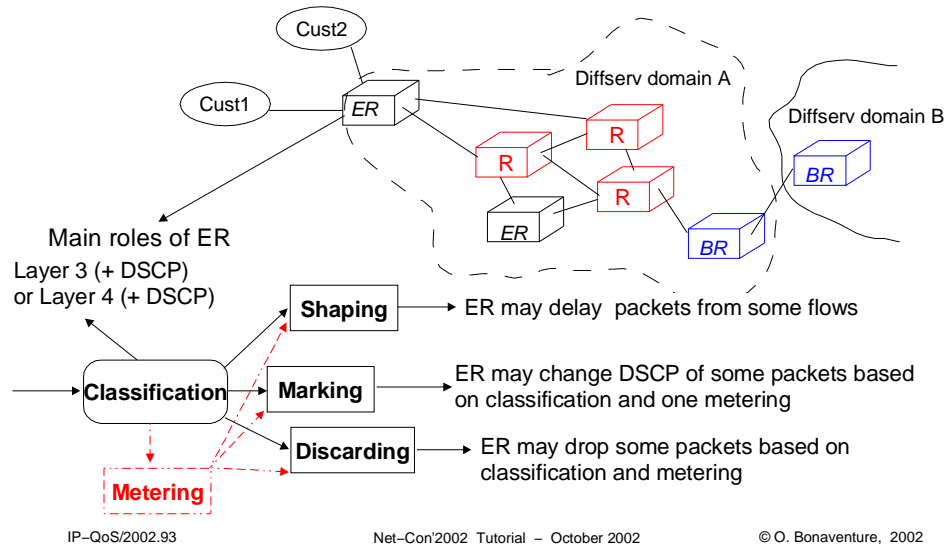 Cust2
Cust1
Diffserv domain A
Diffserv domain B
ER
R
R
R
ER
BR
BR
Main roles of ER
Layer 3 (+ DSCP)
or Layer 4 (+ DSCP)
Shaping
ER may delay packets from some flows
Classification
Marking
ER may change DSCP of some packets based
on classification and one metering
Discarding
ER may drop some packets based on
classification and metering
Metering
IP−QoS/2002.93
Net−Con'2002 Tutorial − October 2002
© O. Bonaventure, 2002